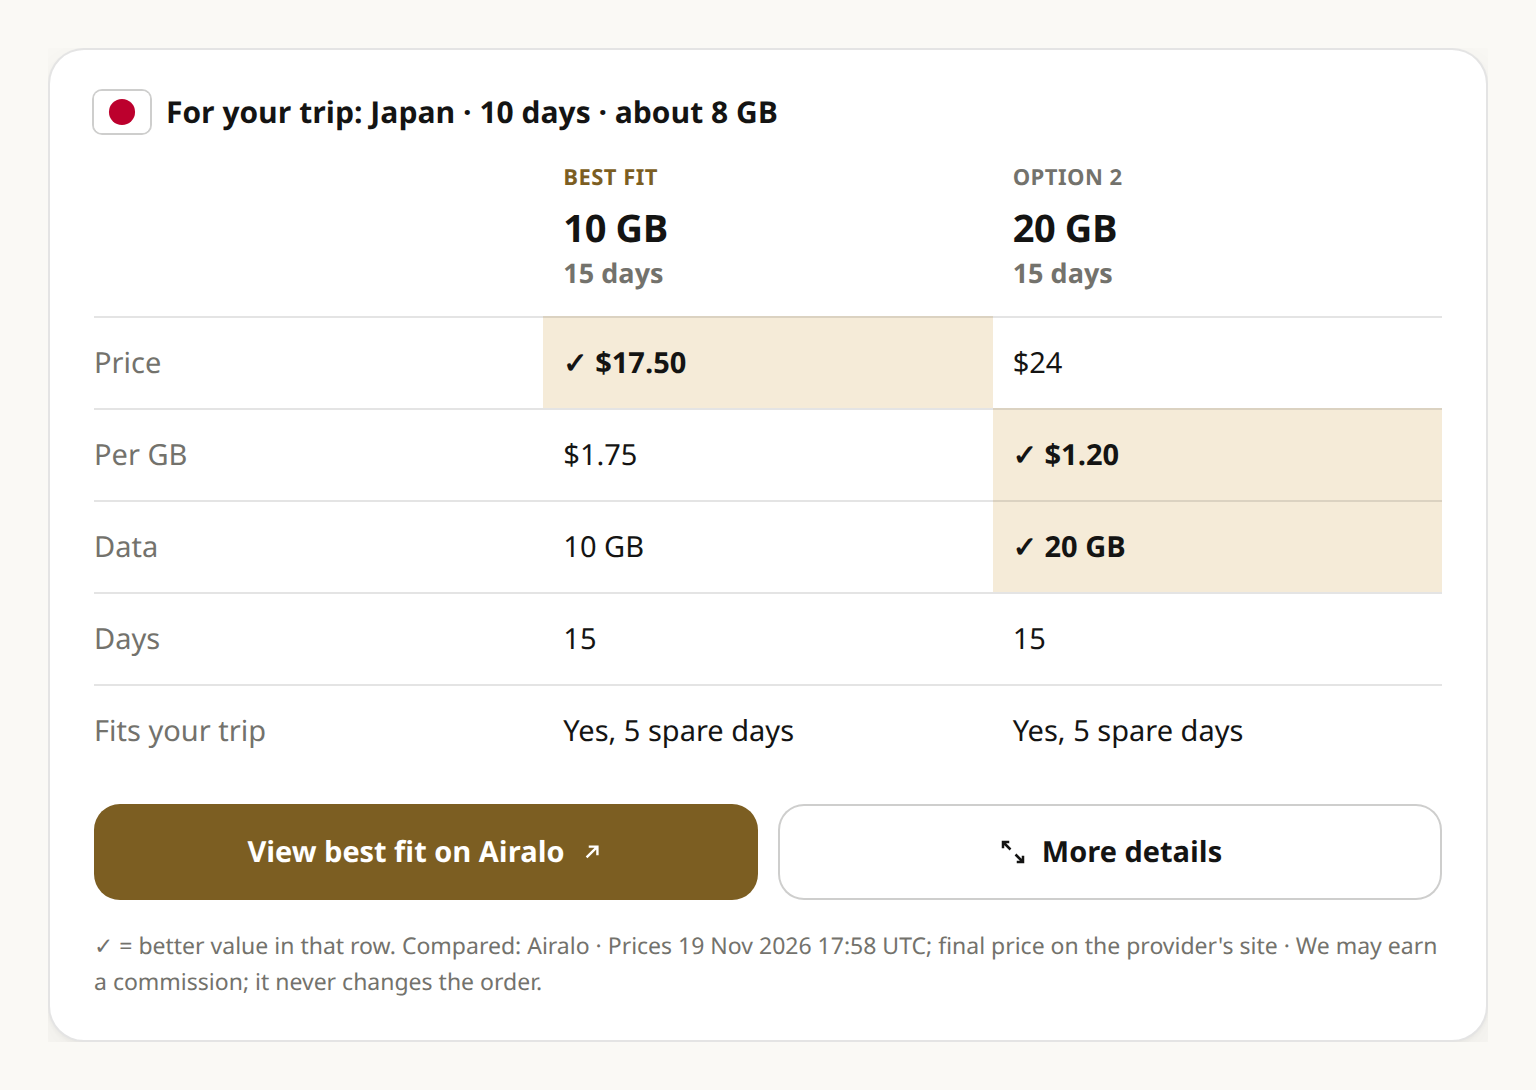 For your trip: Japan · 10 days · about 8 GB
BEST FIT
OPTION 2
10 GB
20 GB
15 days
15 days
Price
✓ $17.50
$24
Per GB
$1.75
✓ $1.20
Data
10 GB
✓ 20 GB
Days
15
15
Fits your trip
Yes, 5 spare days
Yes, 5 spare days
View best fit on Airalo ↗
More details
✓ = better value in that row. Compared: Airalo · Prices 19 Nov 2026 17:58 UTC; final price on the provider's site · We may earn
a commission; it never changes the order.